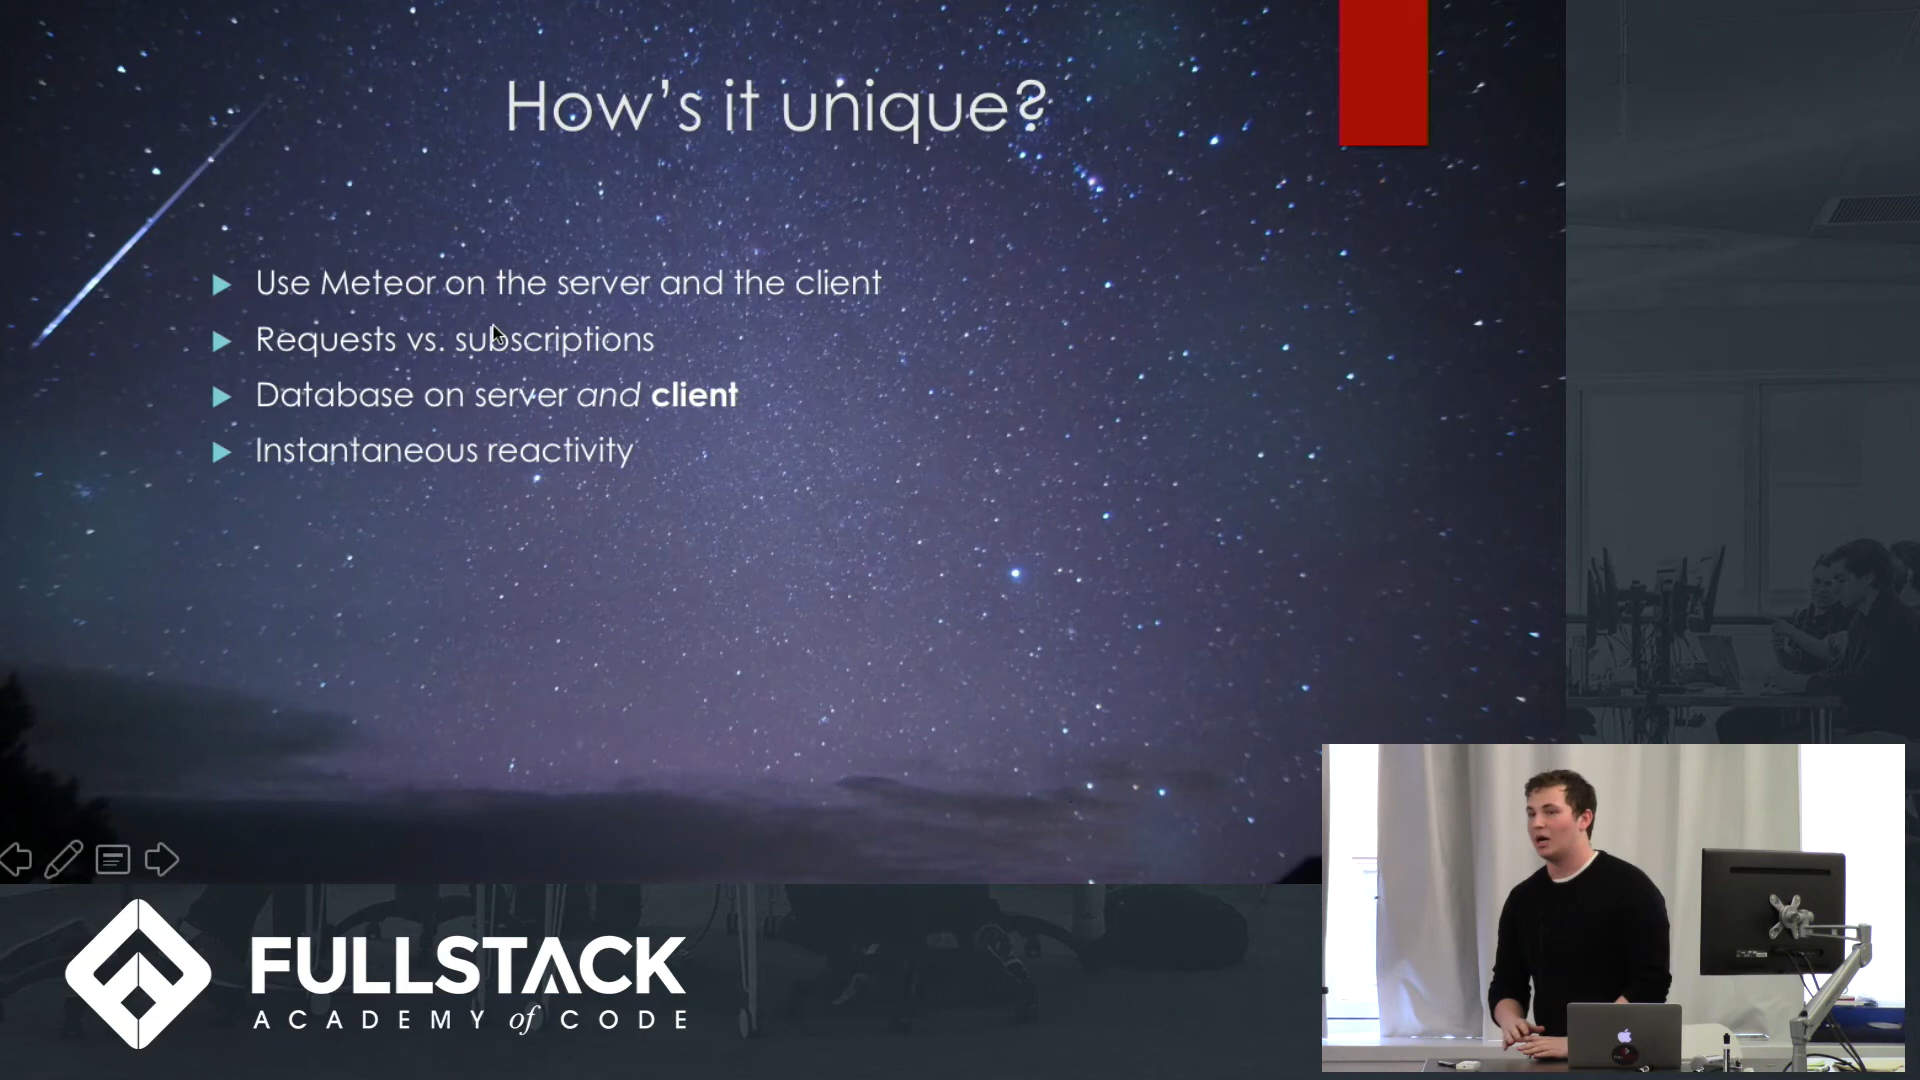 How's it unique?
Use Meteor on the server and the client
Requests vs. subscriptions
Database on server and client
Instantaneous reactivity
FULLSTACK
ACADEMY of CODE